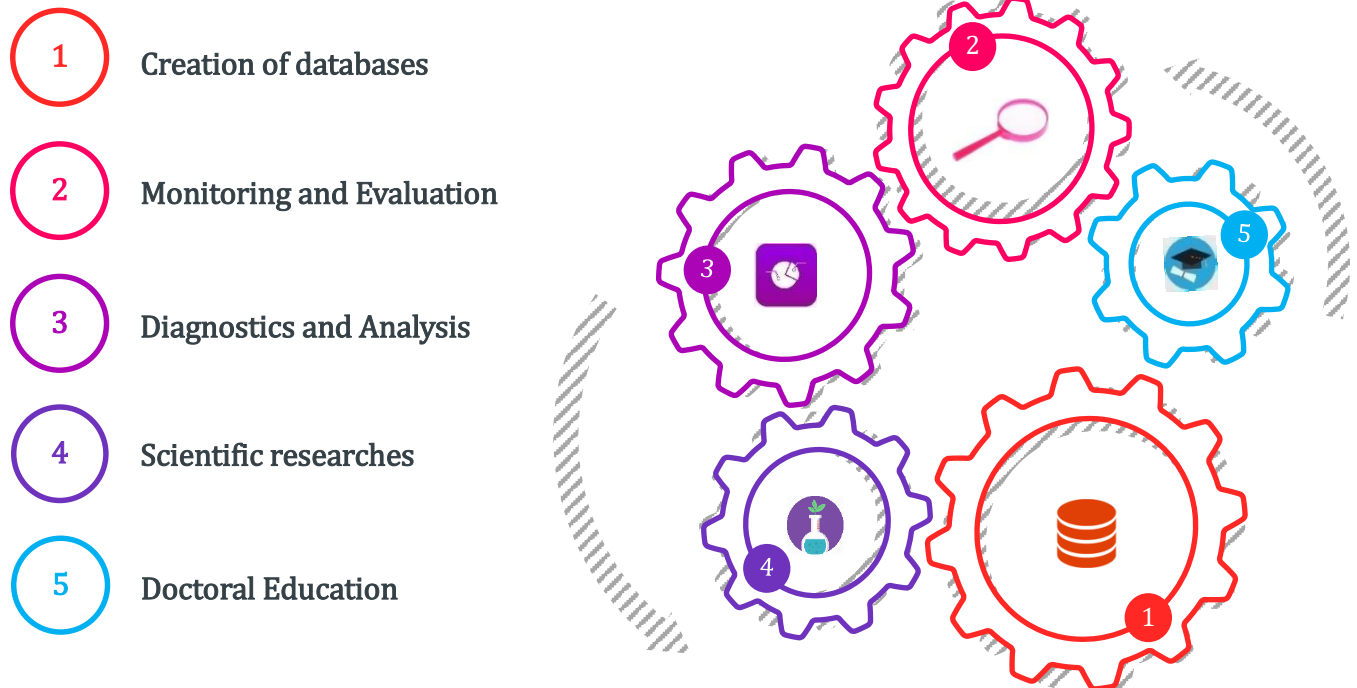 1
Creation of databases
2
Monitoring and Evaluation
3
Diagnostics and Analysis
4
Scientific researches
5
Doctoral Education
2
5
3
4
1